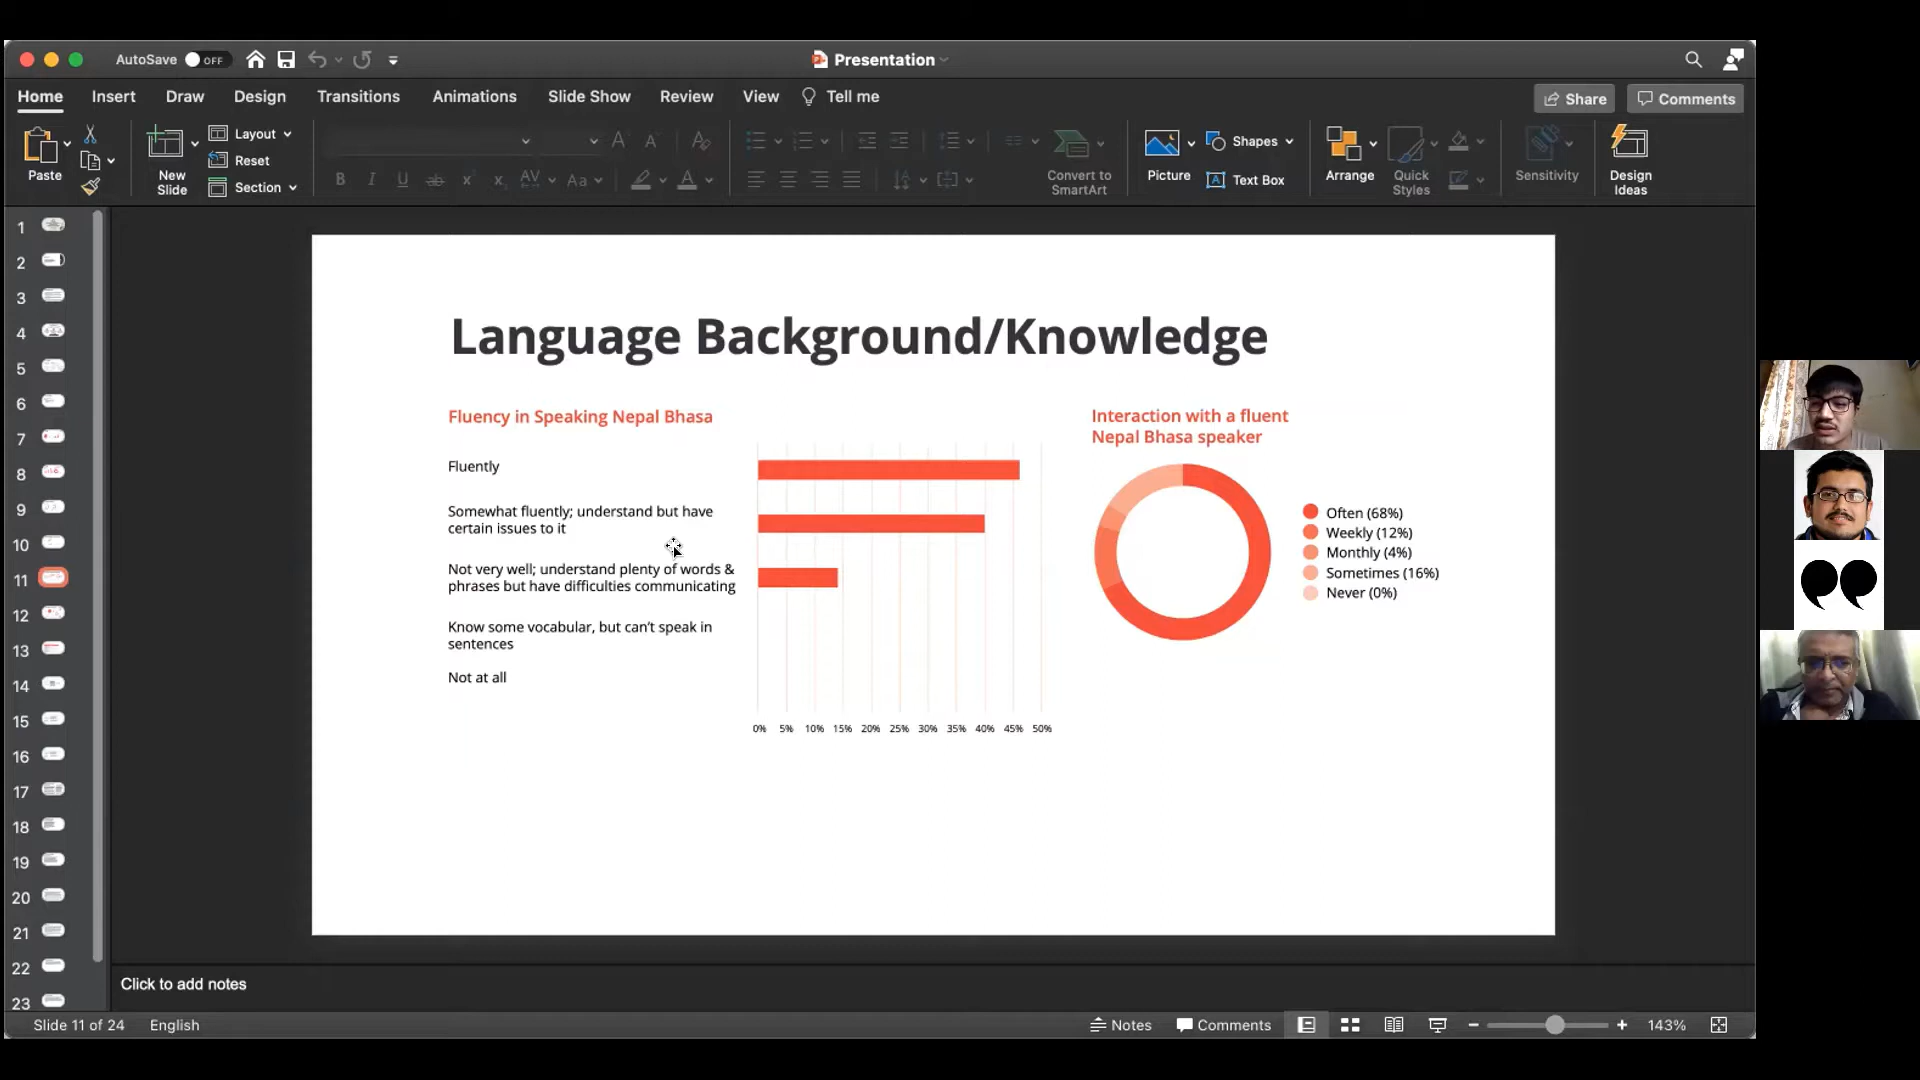 AutoSave OFF
Presentation
Home Insert Draw Design Transitions Animations Slide Show Review View Tell me
Share Comments
Paste
New
Slide
Layout
Reset
Section
B I U ab x x AV Aa A
A A A
Convert to
SmartArt
Picture
Shapes
Text Box
Arrange
Quick
Styles
Sensitivity
Design
Ideas
1
2
3
4
5
6
7
8
9
10
11
12
13
14
15
16
17
18
19
20
21
22
23
Language Background/Knowledge
Fluency in Speaking Nepal Bhasa
Fluently
Somewhat fluently; understand but have
certain issues to it
Not very well; understand plenty of words &
phrases but have difficulties communicating
Know some vocabular, but can't speak in
sentences
Not at all
0% 5% 10% 15% 20% 25% 30% 35% 40% 45% 50%
Interaction with a fluent
Nepal Bhasa speaker
Often (68%)
Weekly (12%)
Monthly (4%)
Sometimes (16%)
Never (0%)
Click to add notes
Slide 11 of 24 English
Notes Comments 143%